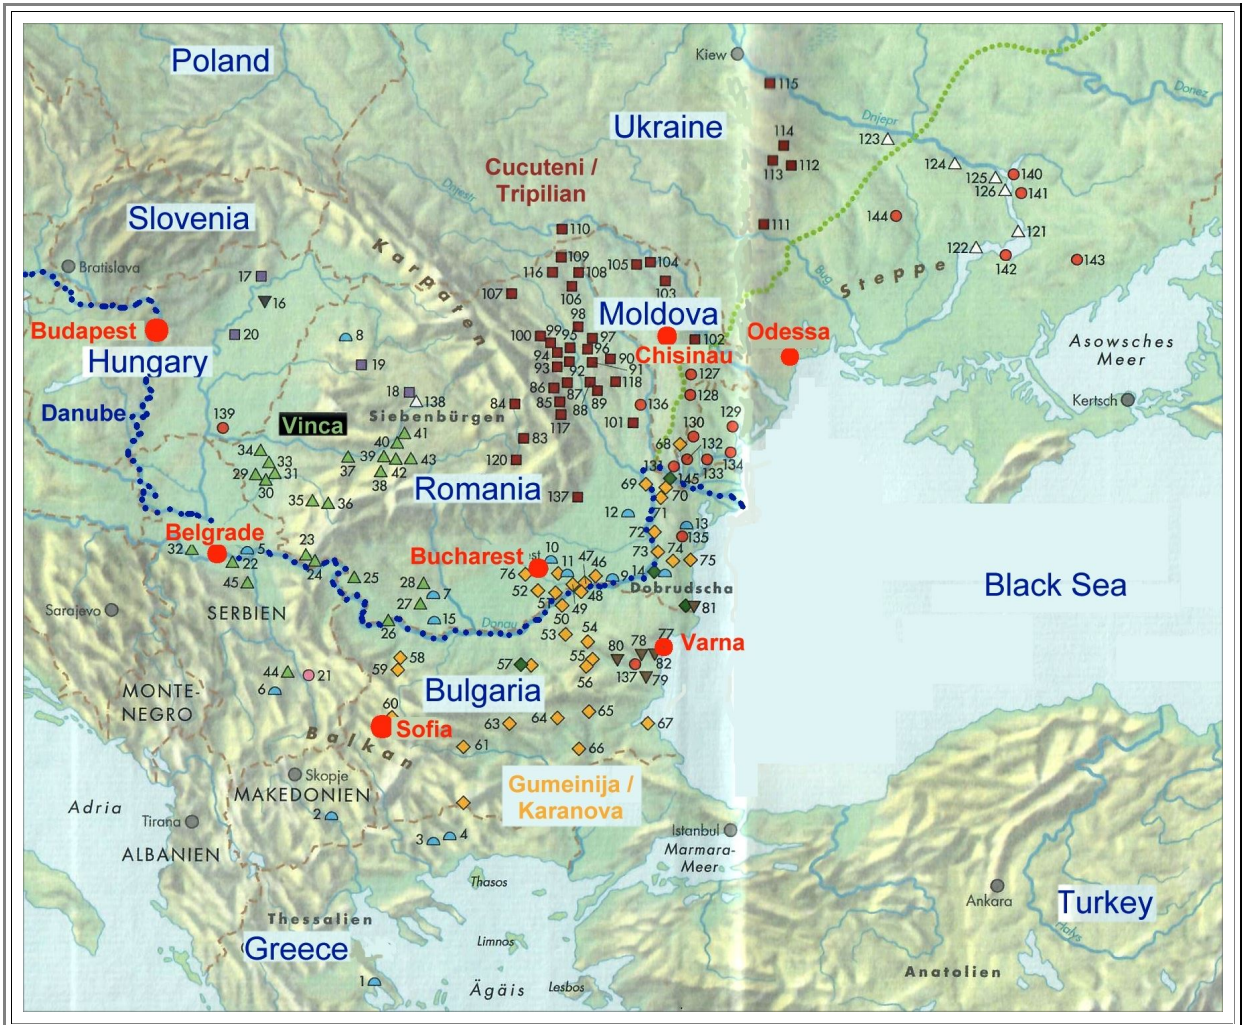 Poland
Kiew
115
Donez
Ukraine
Dnjepr
123
114
113
112
124
125
126
140
141
Cucuteni /
Tripilian
Dnjestr
Slovenia
144
110
111
121
122
142
143
Steppe
Bug
Karpaten
109
116
108
105
104
106
103
107
Bratislava
17
16
Moldova
Asowsches
Meer
Budapest
20
8
98
100
99
95
97
96
102
Odessa
Hungary
19
94
93
92
90
91
Chisinau
127
Kertsch
18
138
86
87
118
128
Danube
Siebenbürgen
84
85
88
89
136
139
Vinca
117
101
129
41
40
83
130
34
33
39
43
68
132
29
31
37
42
120
131
133
134
30
38
145
Romania
69
70
35
36
137
12
71
Belgrade
13
72
135
32
5
23
10
73
74
75
22
24
Bucharest
est
11
47
46
9
14
45
25
28
76
52
48
Dobrudscha
Sarajevo
SERBIEN
7
27
51
49
81
26
15
Donau
50
53
54
77
Varna
58
80
78
44
21
59
57
55
82
6
56
137
79
MONTE-
NEGRO
Bulgaria
Black Sea
60
Sofia
63
64
65
67
Balkan
61
66
Skopje
MAKEDONIEN
Gumeinija /
Karanova
Adria
Tirana
2
3
4
Istanbul
Marmara-
Meer
ALBANIEN
Thasos
Ankara
Turkey
Halys
Thessalien
Greece
Limnos
Anatolien
1
Ägäis
Lesbos